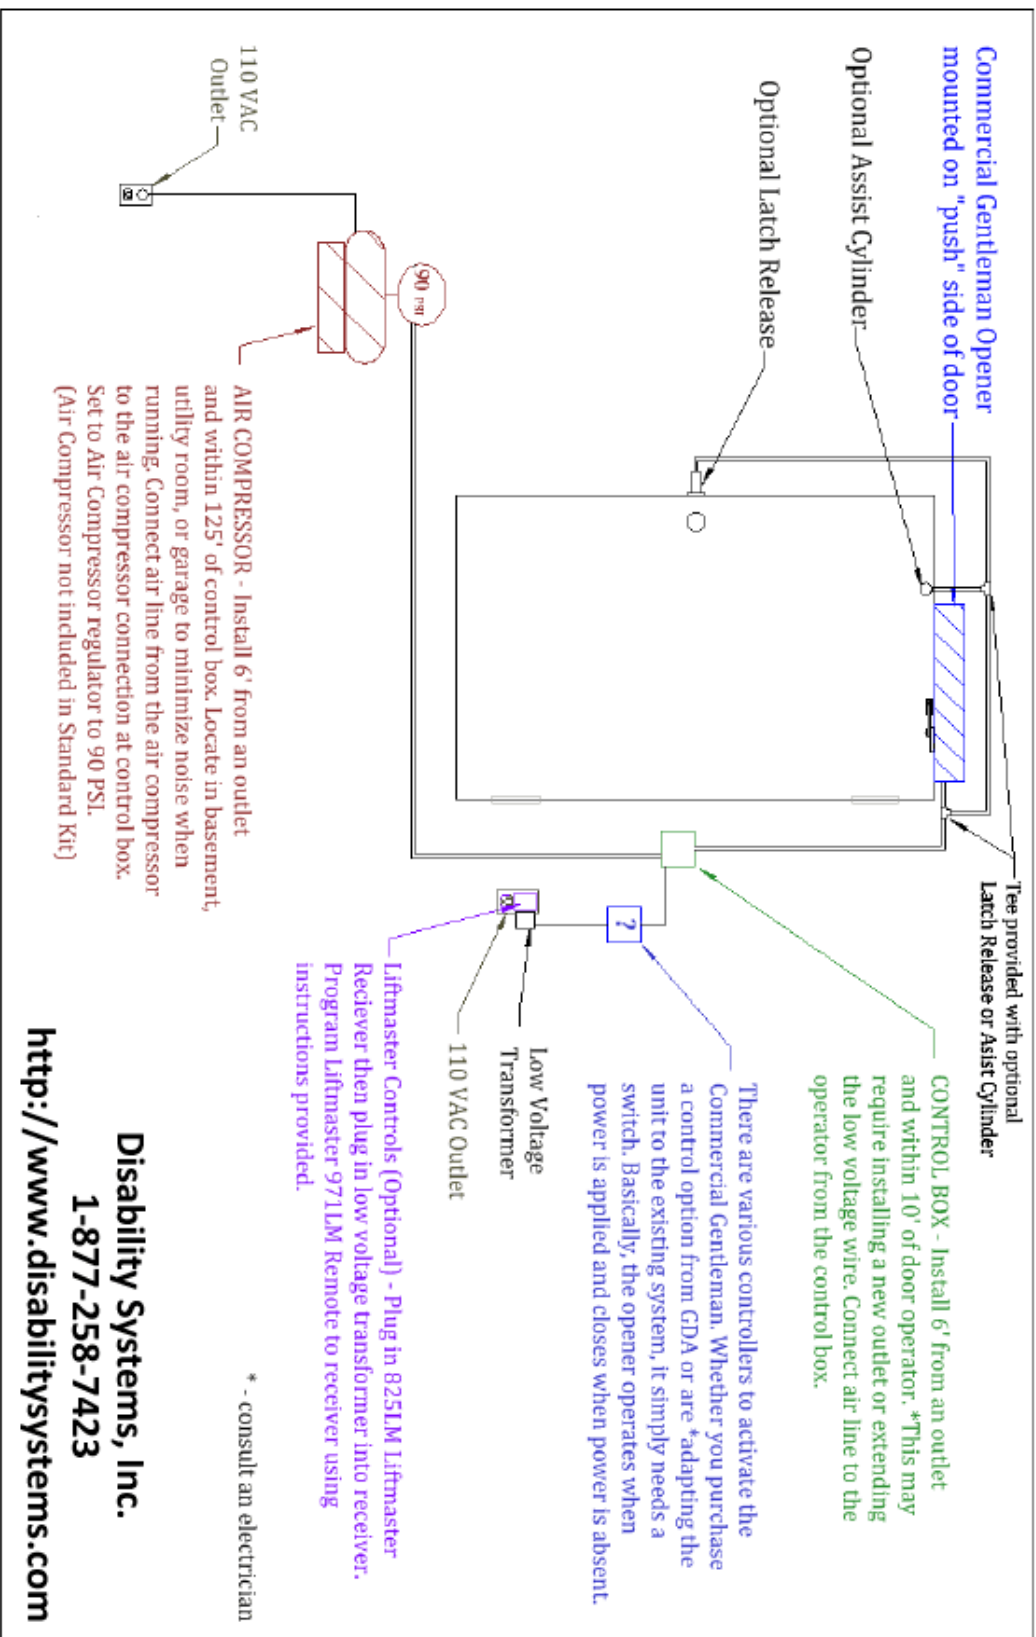 Commercial Gentleman Opener
mounted on "push" side of door
Optional Assist Cylinder
Optional Latch Release
110 VAC
Outlet
90 PSI
Tee provided with optional
Latch Release or Asist Cylinder
CONTROL BOX - Install 6' from an outlet
and within 10' of door operator. *This may
require installing a new outlet or extending
the low voltage wire. Connect air line to the
operator from the control box.
?
There are various controllers to activate the
Commercial Gentleman. Whether you purchase
a control option from GDA or are *adapting the
unit to the existing system, it simply needs a
switch. Basically, the opener operates when
power is applied and closes when power is absent.
Low Voltage
Transformer
110 VAC Outlet
Liftmaster Controls (Optional) - Plug in 825LM Liftmaster
Reciever then plug in low voltage transformer into receiver.
Program Liftmaster 971LM Remote to receiver using
instructions provided.
AIR COMPRESSOR - Install 6' from an outlet
and within 125' of control box. Locate in basement,
utility room, or garage to minimize noise when
running. Connect air line from the air compressor
to the air compressor connection at control box.
Set to Air Compressor regulator to 90 PSI.
(Air Compressor not included in Standard Kit)
* - consult an electrician
Disability Systems, Inc.
1-877-258-7423
http://www.disabilitysystems.com